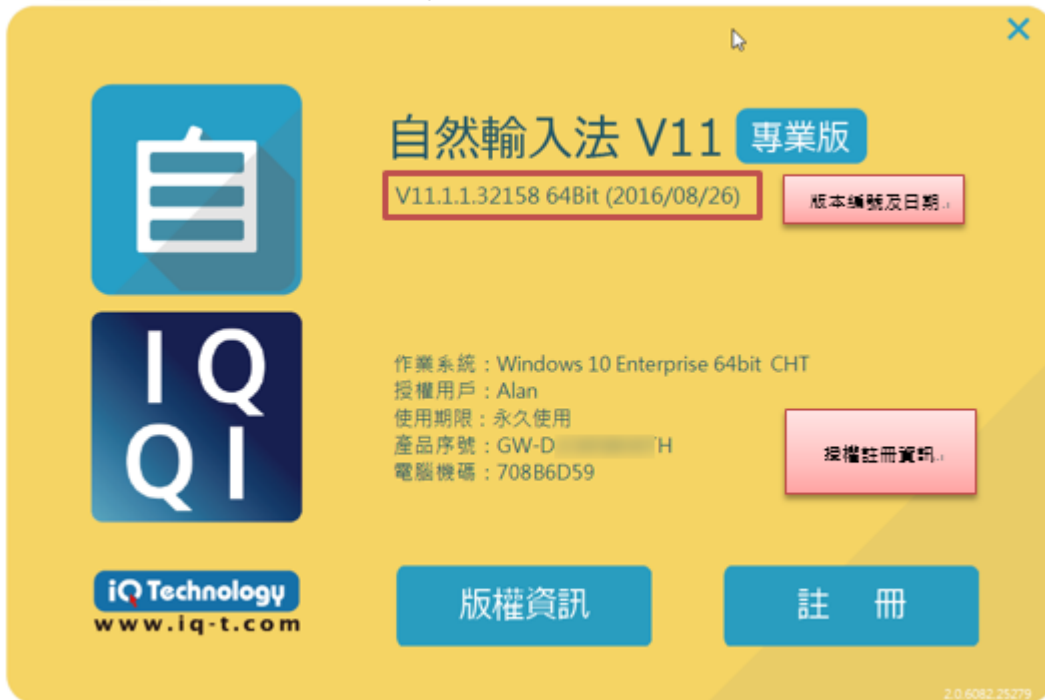 自
自然輸入法 V11 專業版
V11.1.1.32158 64Bit (2016/08/26)
版本編號及日期
IQ
QI
作業系統：Windows 10 Enterprise 64bit CHT
授權用戶：Alan
使用期限：永久使用
產品序號：GW-D H
電腦機碼：708B6D59
授權註冊資訊
iQ Technology
www.iq-t.com
版權資訊
註 冊
2.0.6082.25279